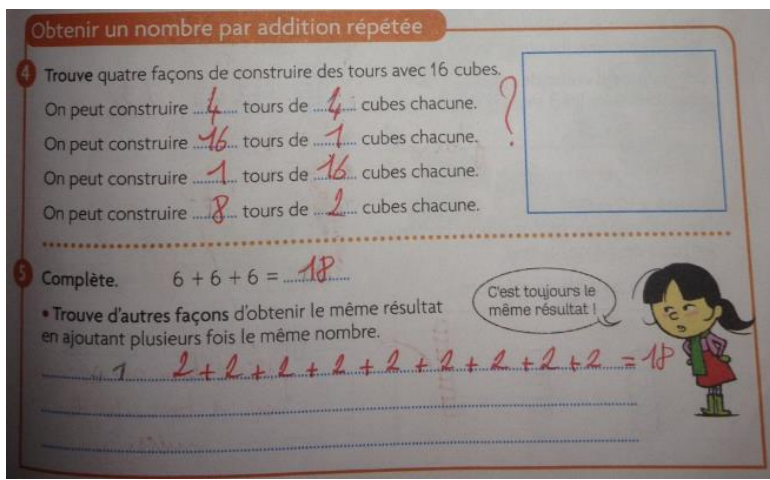 Obtenir un nombre par addition répétée
4 Trouve quatre façons de construire des tours avec 16 cubes.
On peut construire ...4... tours de ...4... cubes chacune. ?
On peut construire ...16... tours de ...1... cubes chacune.
On peut construire ...1... tours de ...16... cubes chacune.
On peut construire ...8... tours de ...2... cubes chacune.
5 Complète. 6 + 6 + 6 = ...18...
C'est toujours le
même résultat !
• Trouve d'autres façons d'obtenir le même résultat
en ajoutant plusieurs fois le même nombre.
1 2 + 2 + 2 + 2 + 2 + 2 + 2 + 2 + 2 = 18